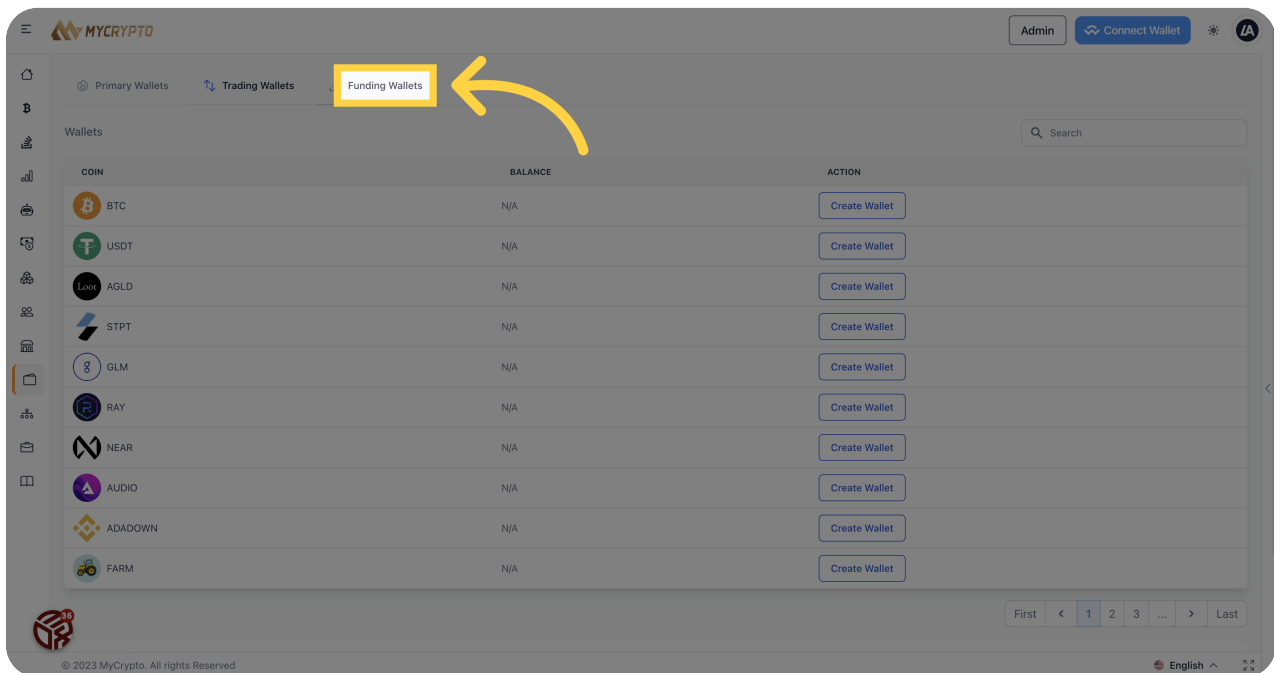 MYCRYPTO
Admin
Connect Wallet
Primary Wallets
Trading Wallets
Funding Wallets
Wallets
Search
COIN BALANCE ACTION
BTC N/A Create Wallet
USDT N/A Create Wallet
Loot AGLD N/A Create Wallet
STPT N/A Create Wallet
GLM N/A Create Wallet
RAY N/A Create Wallet
NEAR N/A Create Wallet
AUDIO N/A Create Wallet
ADADOWN N/A Create Wallet
FARM N/A Create Wallet
First 1 2 3 ... Last
36
© 2023 MyCrypto. All rights Reserved
English